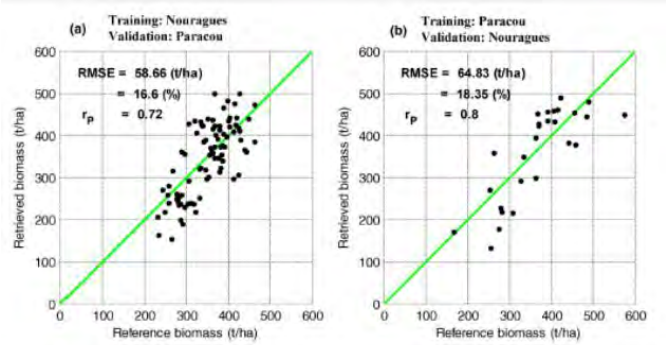 (a) Training: Nouragues
Validation: Paracou
RMSE = 58.66 (t/ha)
= 16.6 (%)
rP = 0.72
600
500
400
300
200
100
0
0 100 200 300 400 500 600
Retrieved biomass (t/ha)
Reference biomass (t/ha)
(b) Training: Paracou
Validation: Nouragues
RMSE = 64.83 (t/ha)
= 18.35 (%)
rP = 0.8
600
500
400
300
200
100
0
0 100 200 300 400 500 600
Retrieved biomass (t/ha)
Reference biomass (t/ha)